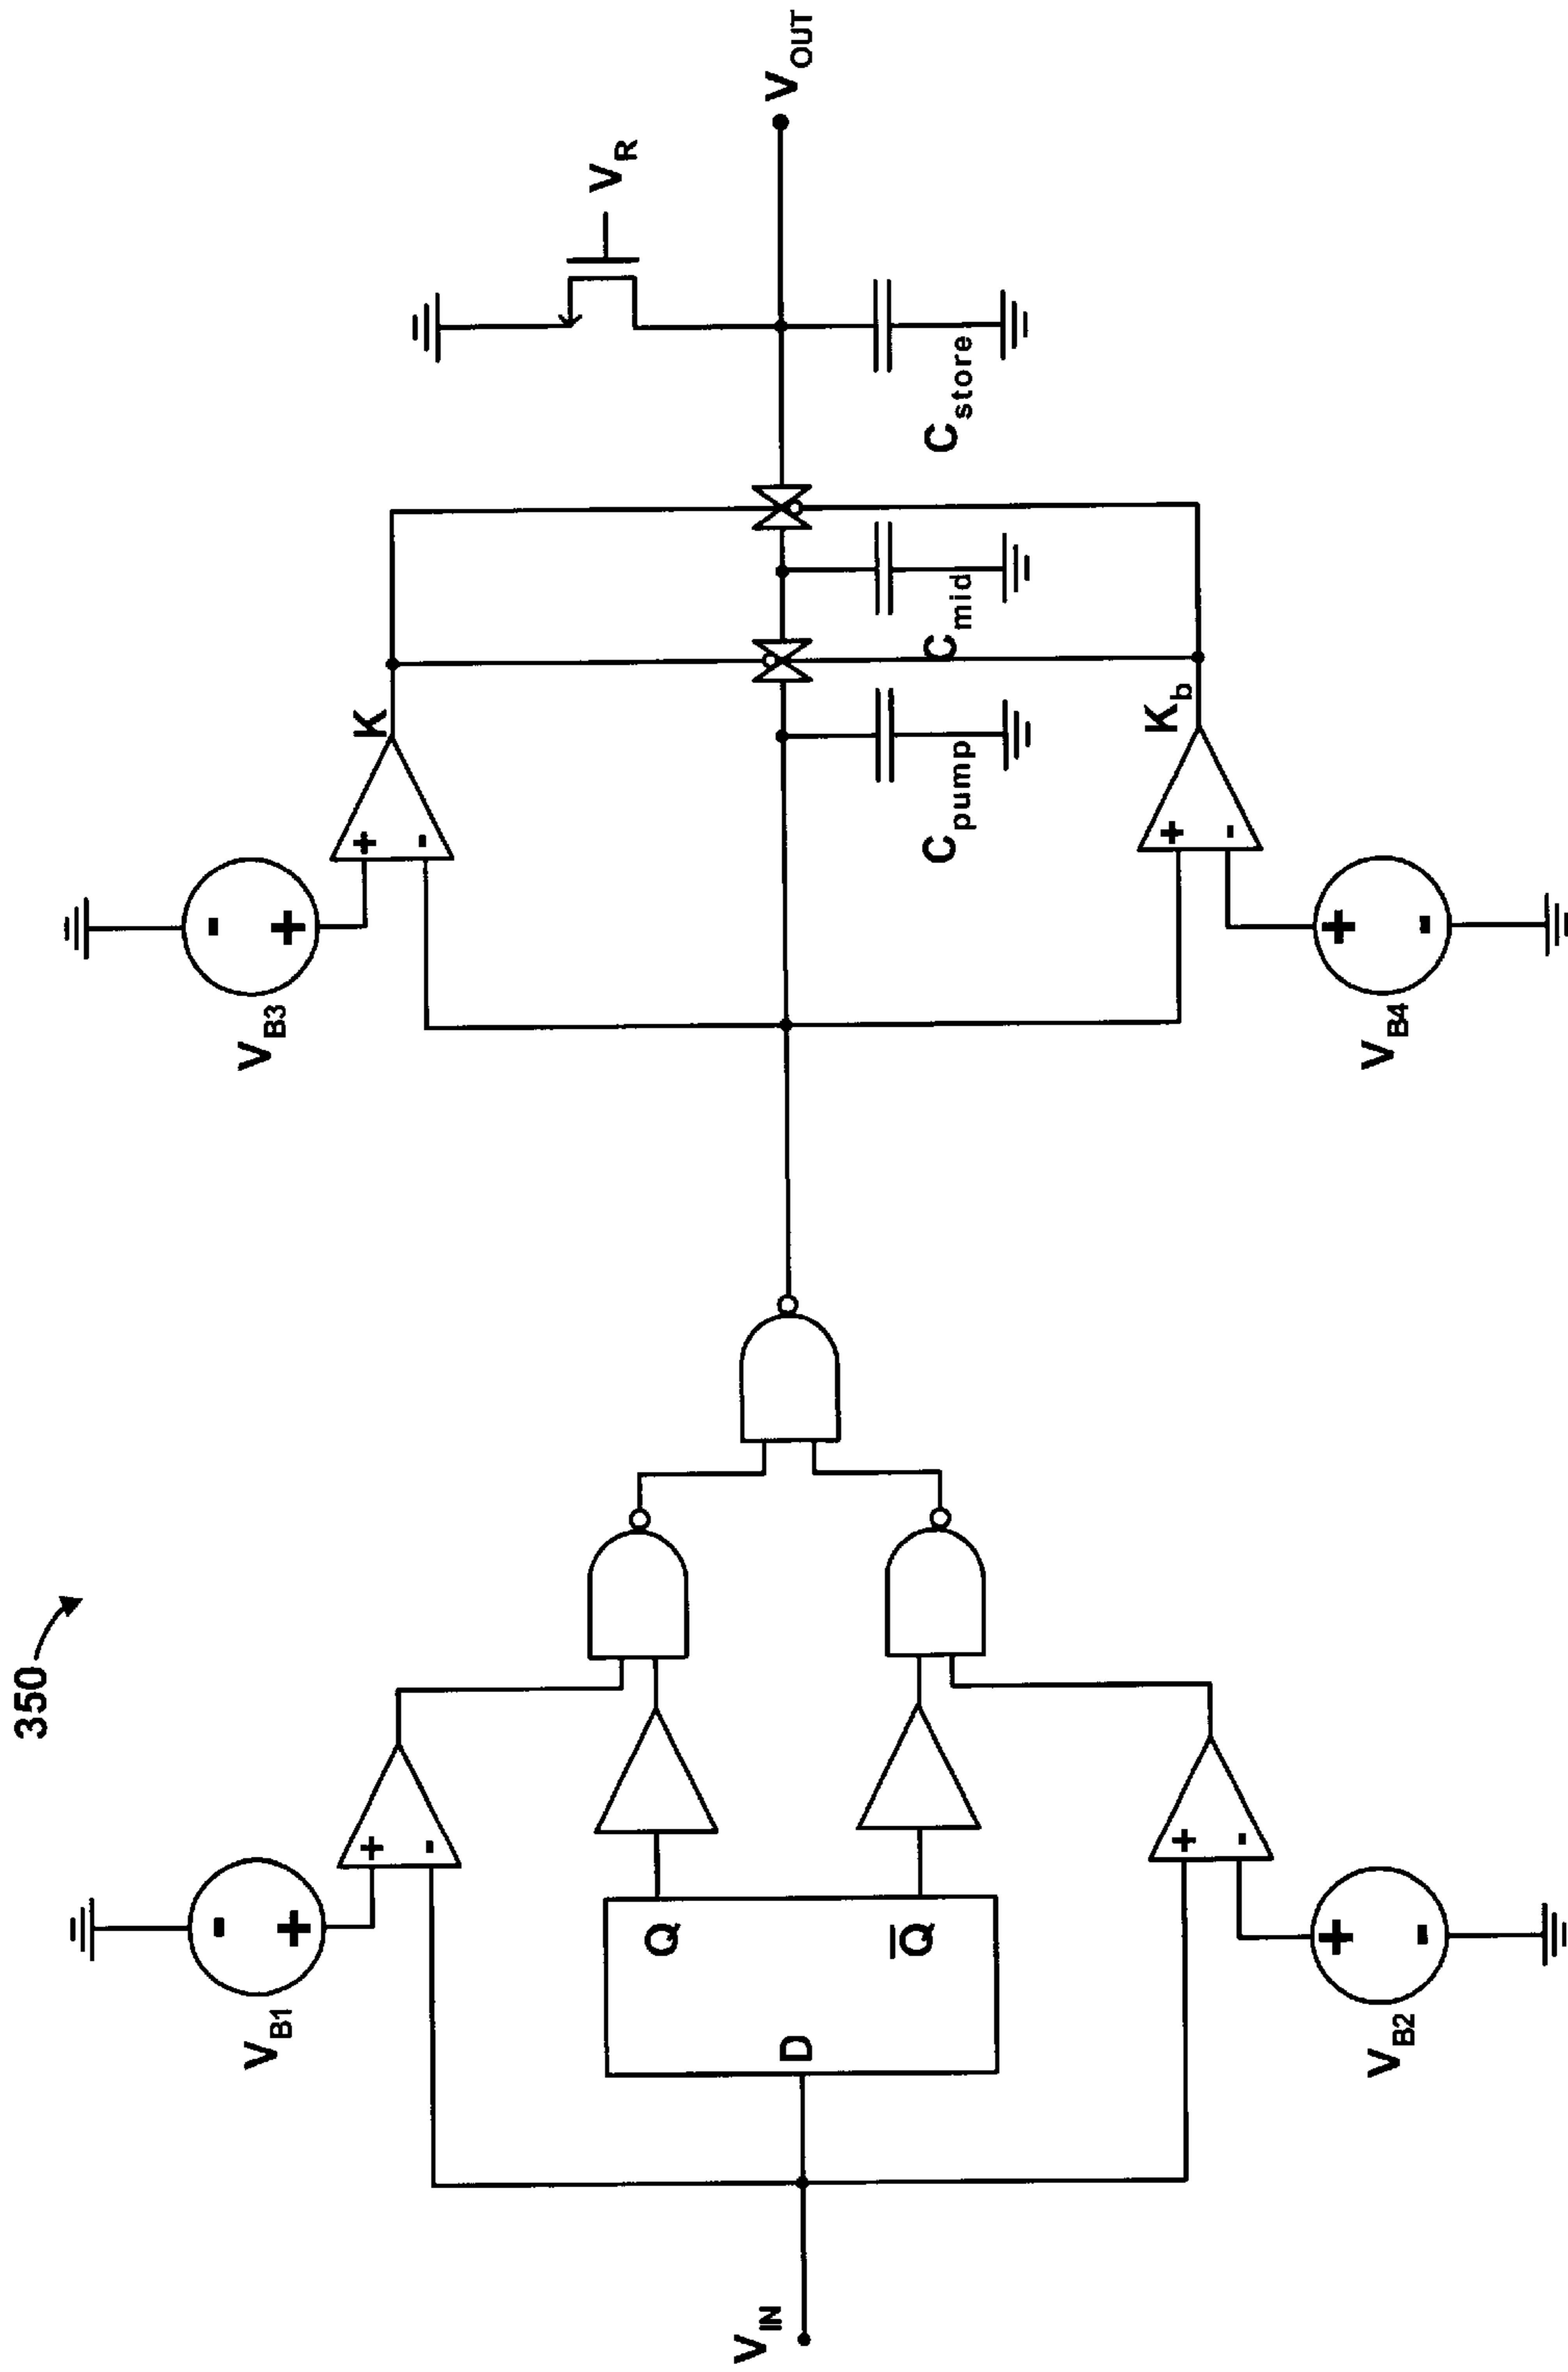 350
V_B1
+
-
-
+
V_IN
D
Q
Q̅
V_B2
+
-
+
-
V_B3
-
+
+
-
K
V_B4
+
-
+
-
K_b
C_pump
C_mid
C_store
V_R
V_OUT